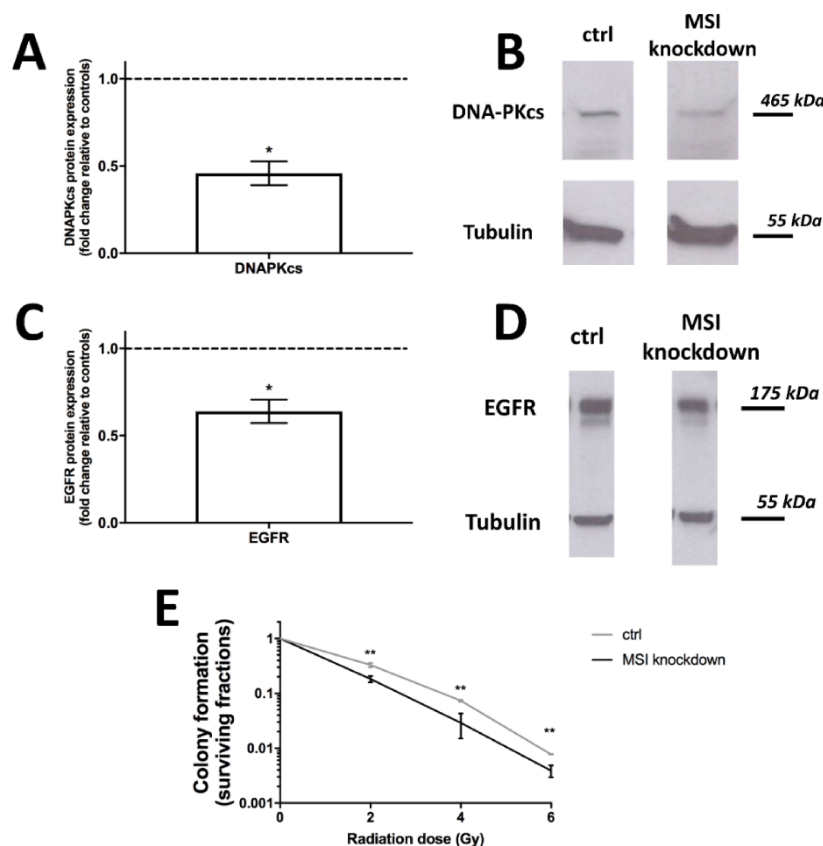 A
DNAPKcs protein expression
(fold change relative to controls)
1.0
0.5
0.0
*
DNAPKcs
B
ctrl
MSI
knockdown
DNA-PKcs
465 kDa
Tubulin
55 kDa
C
EGFR protein expression
(fold change relative to controls)
1.0
0.5
0.0
*
EGFR
D
ctrl
MSI
knockdown
EGFR
175 kDa
Tubulin
55 kDa
E
Colony formation
(surviving fractions)
1
0.1
0.01
0.001
**
**
**
0 2 4 6
Radiation dose (Gy)
ctrl
MSI knockdown